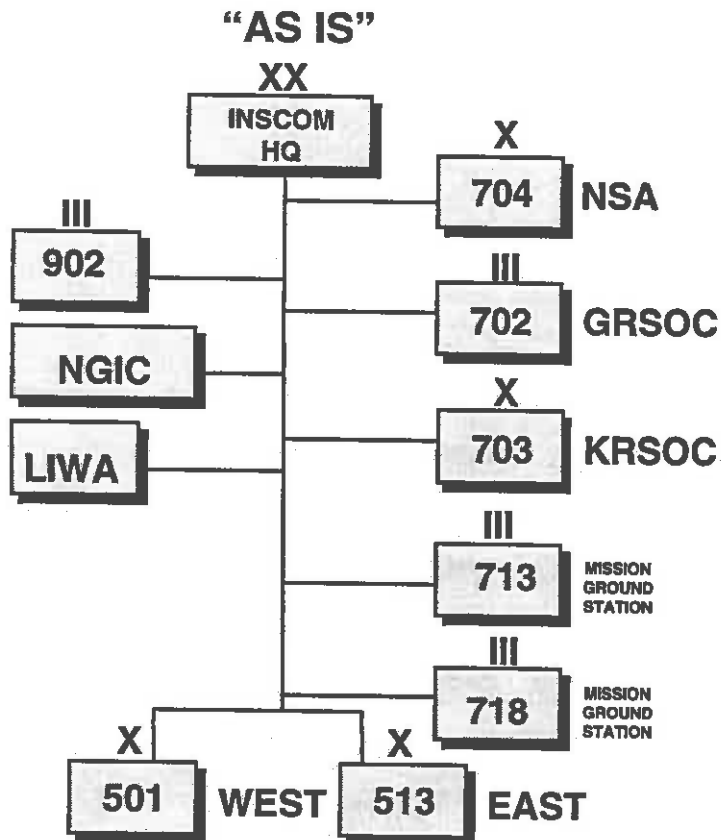 "AS IS"
XX
INSCOM
HQ
X
704 NSA
III
902
III
702 GRSOC
NGIC
X
703 KRSOC
LIWA
III
713 MISSION
GROUND
STATION
III
718 MISSION
GROUND
STATION
X
501 WEST
X
513 EAST